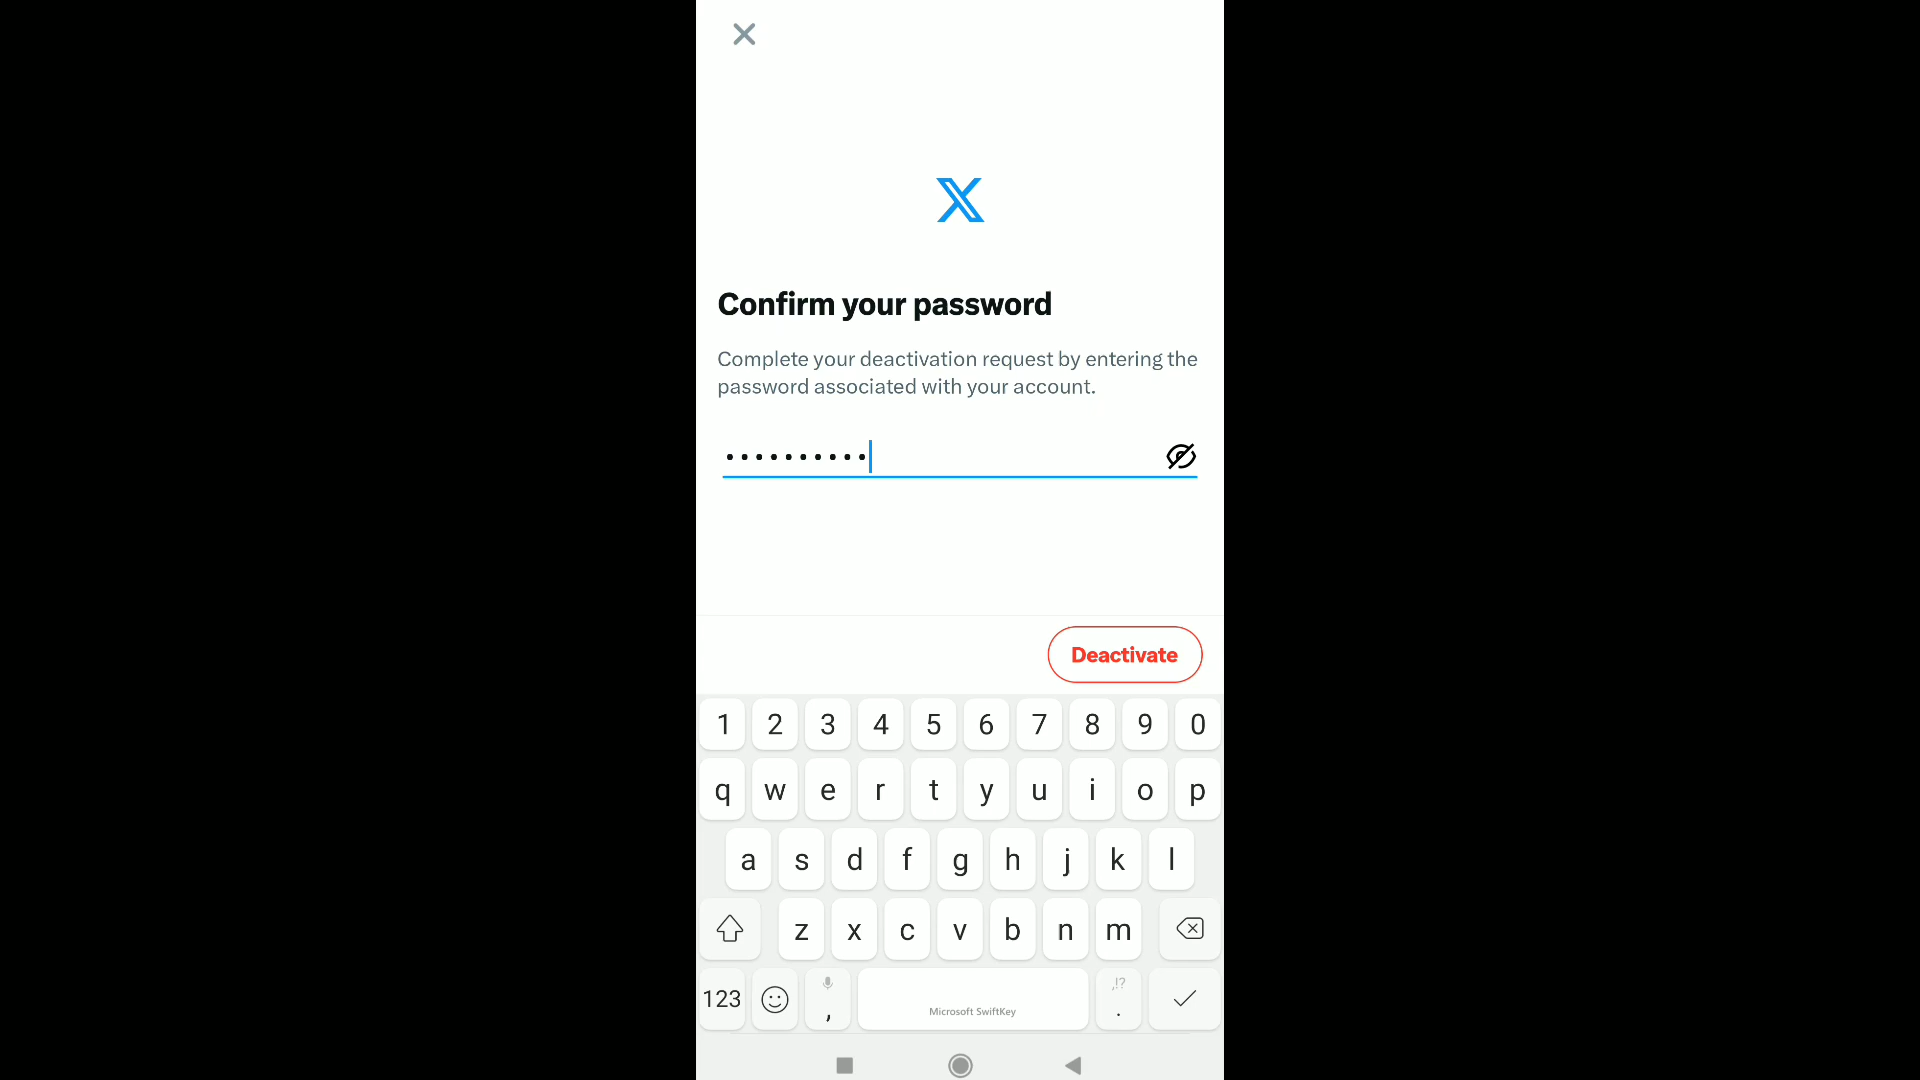 Confirm your password
Complete your deactivation request by entering the
password associated with your account.
••••••••••
Deactivate
1 2 3 4 5 6 7 8 9 0
q w e r t y u i o p
a s d f g h j k l
z x c v b n m
123 , Microsoft SwiftKey ,!? .